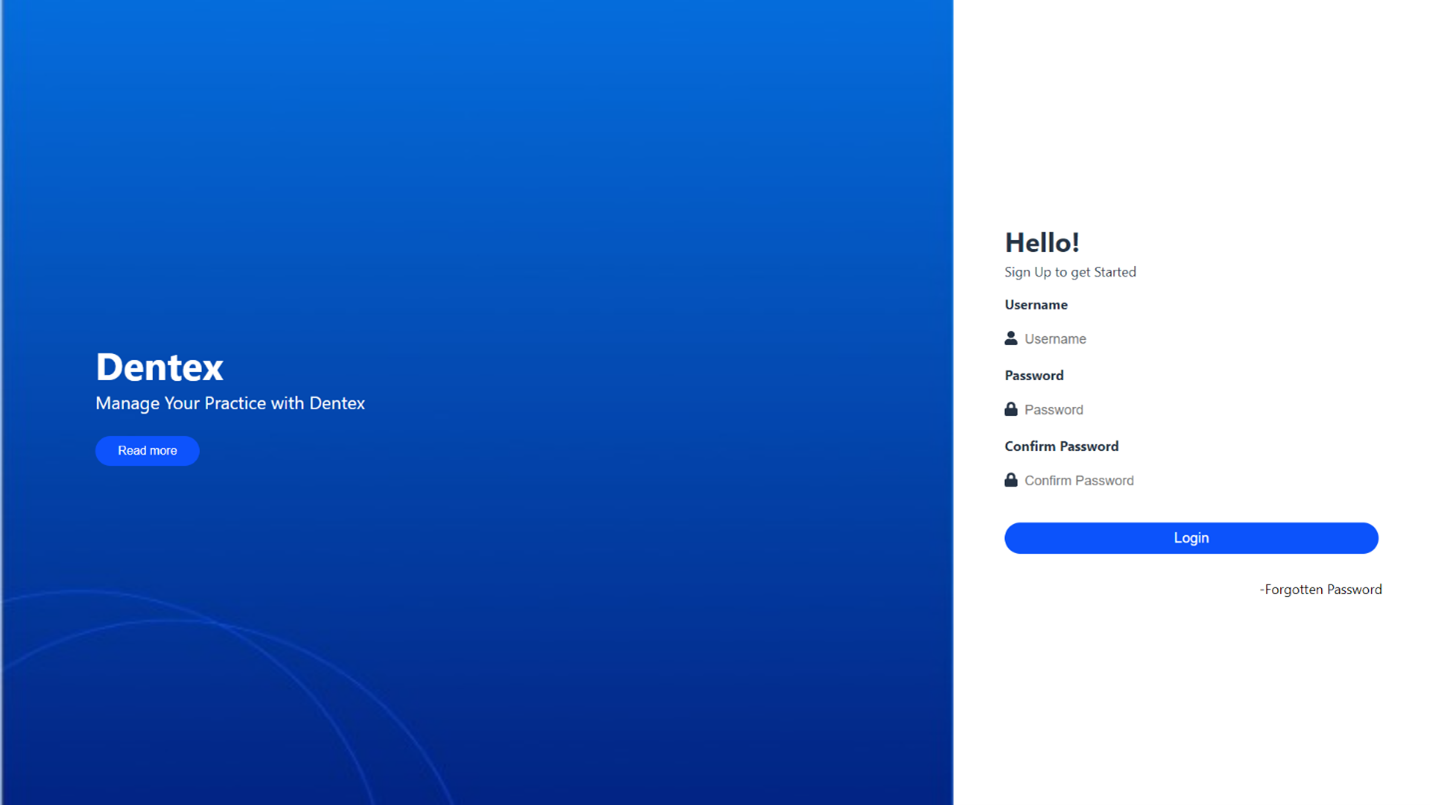 Dentex
Manage Your Practice with Dentex
Read more
Hello!
Sign Up to get Started
Username
Username
Password
Password
Confirm Password
Confirm Password
Login
-Forgotten Password